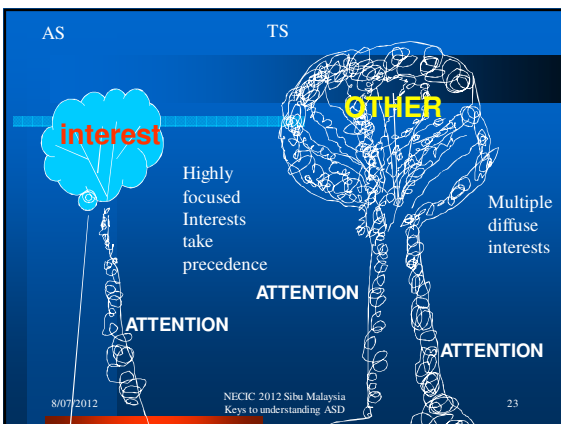 AS
TS
interest
OTHER
Highly
focused
Interests
take
precedence
Multiple
diffuse
interests
ATTENTION
ATTENTION
ATTENTION
8/07/2012
NECIC 2012 Sibu Malaysia
Keys to understanding ASD
23